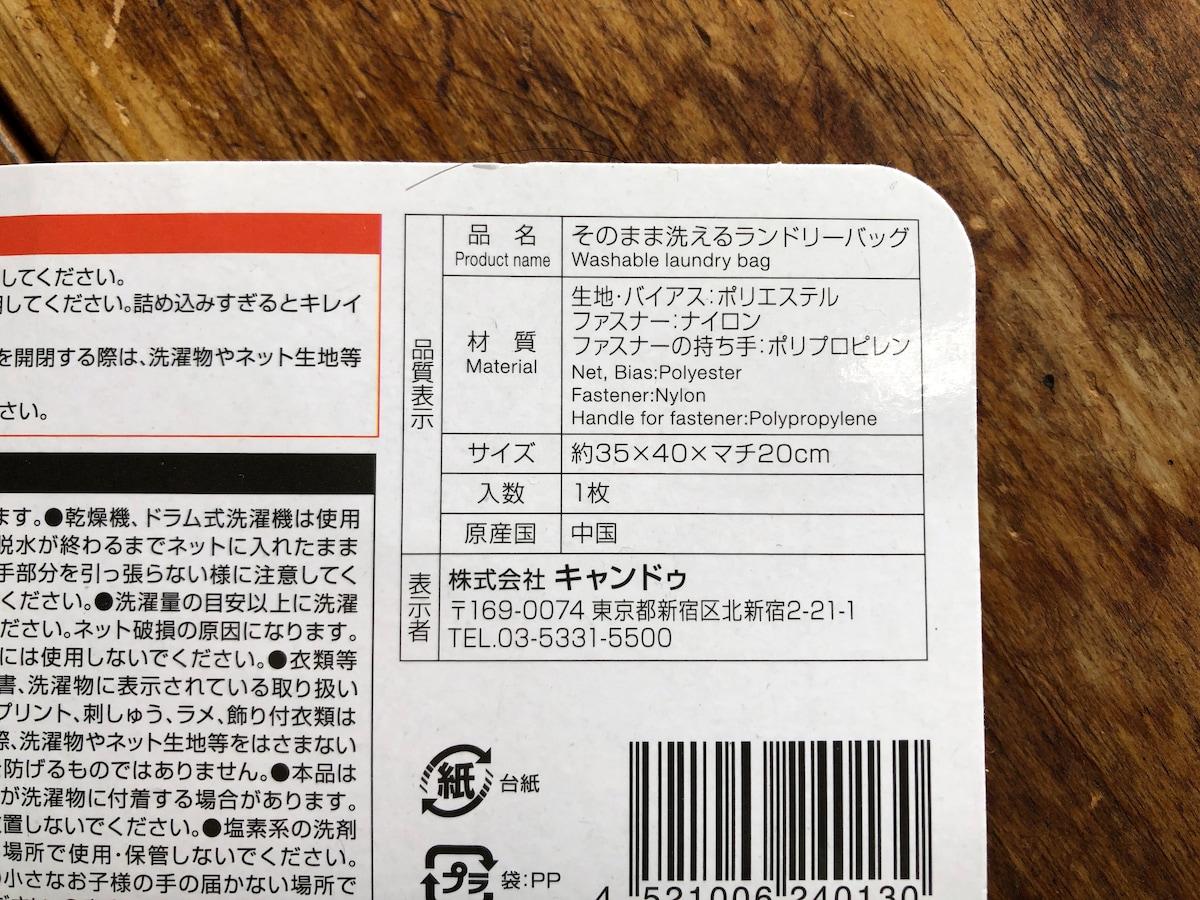 してください。
してください。詰め込みすぎるとキレイ
を開閉する際は、洗濯物やネット生地等
さい。
ます。●乾燥機、ドラム式洗濯機は使用
脱水が終わるまでネットに入れたまま
手部分を引っ張らない様に注意してく
ください。●洗濯量の目安以上に洗濯
ださい。ネット破損の原因になります。
には使用しないでください。●衣類等
書、洗濯物に表示されている取り扱い
プリント、刺しゅう、ラメ、飾り付衣類は
際、洗濯物やネット生地等をはさまない
防げるものではありません。●本品は
が洗濯物に付着する場合があります。
置しないでください。●塩素系の洗剤
場所で使用・保管しないでください。
小さなお子様の手の届かない場所で
品質表示
品名 そのまま洗えるランドリーバッグ
Product name Washable laundry bag
材質
Material
生地・バイアス:ポリエステル
ファスナー:ナイロン
ファスナーの持ち手:ポリプロピレン
Net, Bias:Polyester
Fastener:Nylon
Handle for fastener:Polypropylene
サイズ 約35×40×マチ20cm
入数 1枚
原産国 中国
表示者
株式会社 キャンドゥ
〒169-0074 東京都新宿区北新宿2-21-1
TEL.03-5331-5500
紙 台紙
プラ 袋:PP
4 521006 240130